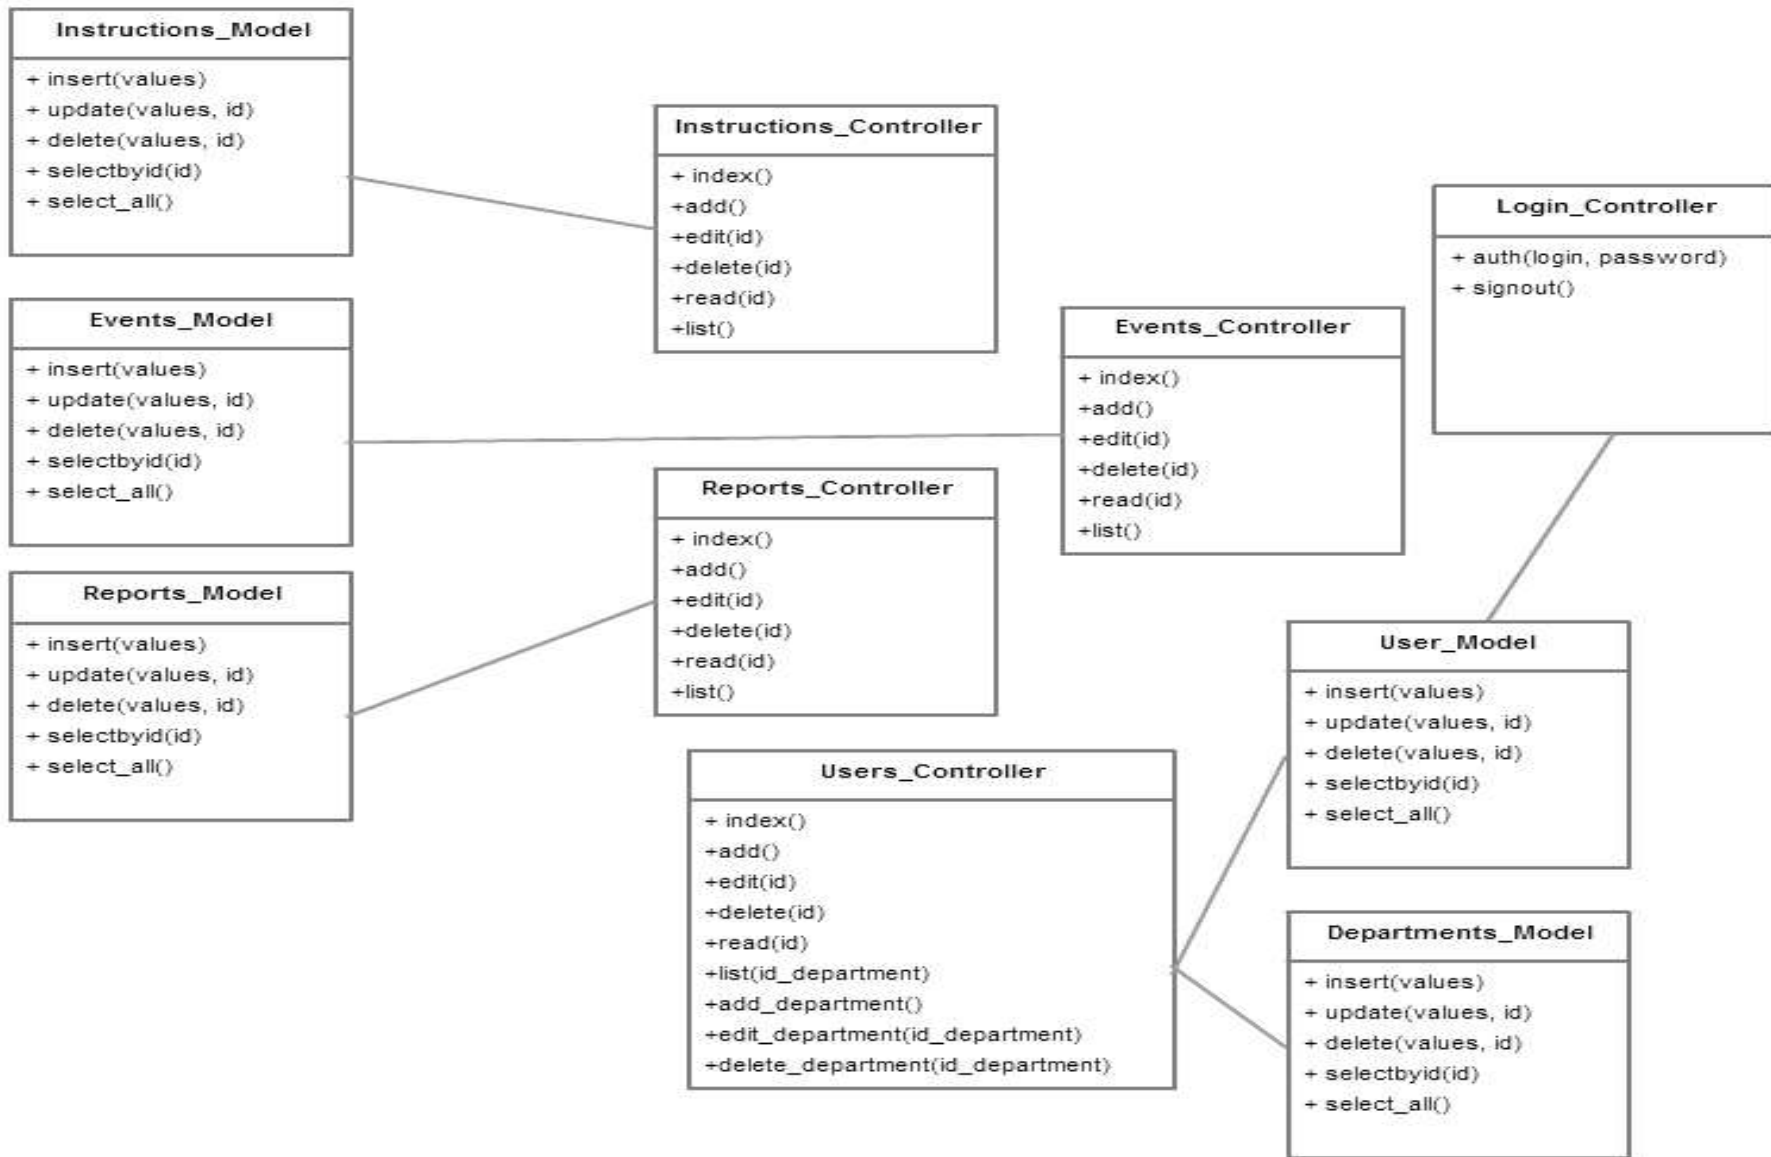 Instructions_Model
+ insert(values)
+ update(values, id)
+ delete(values, id)
+ selectbyid(id)
+ select_all()
Instructions_Controller
+ index()
+add()
+edit(id)
+delete(id)
+read(id)
+list()
Login_Controller
+ auth(login, password)
+ signout()
Events_Model
+ insert(values)
+ update(values, id)
+ delete(values, id)
+ selectbyid(id)
+ select_all()
Events_Controller
+ index()
+add()
+edit(id)
+delete(id)
+read(id)
+list()
Reports_Controller
+ index()
+add()
+edit(id)
+delete(id)
+read(id)
+list()
Reports_Model
+ insert(values)
+ update(values, id)
+ delete(values, id)
+ selectbyid(id)
+ select_all()
User_Model
+ insert(values)
+ update(values, id)
+ delete(values, id)
+ selectbyid(id)
+ select_all()
Users_Controller
+ index()
+add()
+edit(id)
+delete(id)
+read(id)
+list(id_department)
+add_department()
+edit_department(id_department)
+delete_department(id_department)
Departments_Model
+ insert(values)
+ update(values, id)
+ delete(values, id)
+ selectbyid(id)
+ select_all()